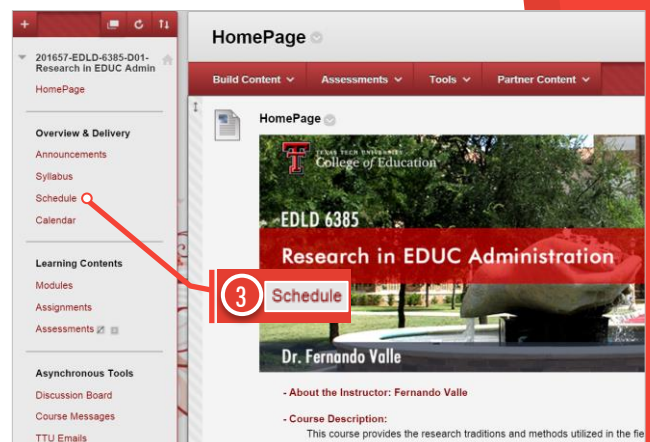 HomePage
201657-EDLD-6385-D01-
Research in EDUC Admin
HomePage
Overview & Delivery
Announcements
Syllabus
Schedule
Calendar
Learning Contents
Modules
Assignments
Assessments
Asynchronous Tools
Discussion Board
Course Messages
TTU Emails
Build Content
Assessments
Tools
Partner Content
HomePage
TEXAS TECH UNIVERSITY
College of Education
EDLD 6385
Research in EDUC Administration
3 Schedule
Dr. Fernando Valle
- About the Instructor: Fernando Valle
- Course Description:
This course provides the research traditions and methods utilized in the fie